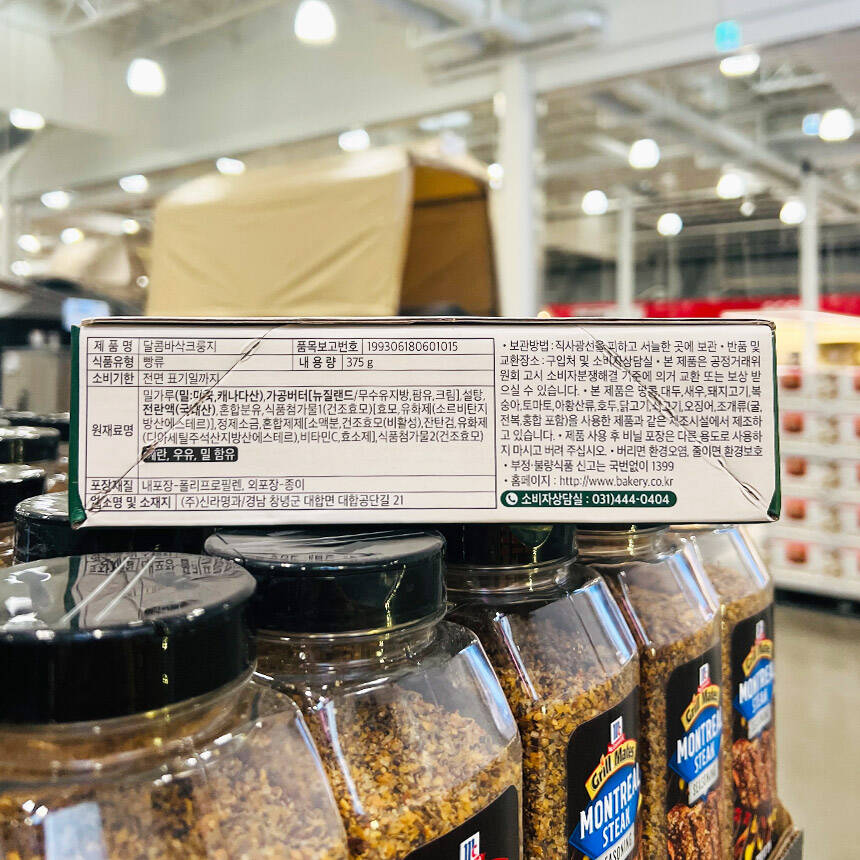 제 품 명 달콤바삭크룽지 품목보고번호 199306180601015
식품유형 빵류 내 용 량 375 g
소비기한 전면 표기일까지
원재료명
밀가루(밀:미국, 캐나다산), 가공버터[뉴질랜드/무수유지방, 팜유, 크림], 설탕,
전란액(국내산), 혼합분유, 식품첨가물1(건조효모)[효모, 유화제(소르비탄지
방산에스테르)], 정제소금, 혼합제제[소맥분, 건조효모(비활성), 잔탄검, 유화제
(디아세틸주석산지방산에스테르), 비타민C, 효소제], 식품첨가물2(건조효모)
계란, 우유, 밀 함유
포장재질 내포장-폴리프로필렌, 외포장-종이
업소명 및 소재지 (주)신라명과/경남 창녕군 대합면 대합공단길 21
• 보관방법 : 직사광선을 피하고 서늘한 곳에 보관 • 반품 및
교환장소 : 구입처 및 소비자상담실 • 본 제품은 공정거래위
원회 고시 소비자분쟁해결 기준에 의거 교환 또는 보상 받
으실 수 있습니다. • 본 제품은 땅콩, 대두, 새우, 돼지고기, 복
숭아, 토마토, 아황산류, 호두, 닭고기, 쇠고기, 오징어, 조개류(굴,
전복, 홍합 포함)을 사용한 제품과 같은 제조시설에서 제조하
고 있습니다. • 제품 사용 후 비닐 포장은 다른 용도로 사용하
지 마시고 버려 주십시오. • 버리면 환경오염, 줄이면 환경보호
• 부정·불량식품 신고는 국번없이 1399
• 홈페이지 : http://www.bakery.co.kr
소비자상담실 : 031)444-0404
Grill Mates
MONTREAL
STEAK
SEASONING
Grill Mates
MONTREAL
STEAK
SEASONING
MONTREAL
STEAK